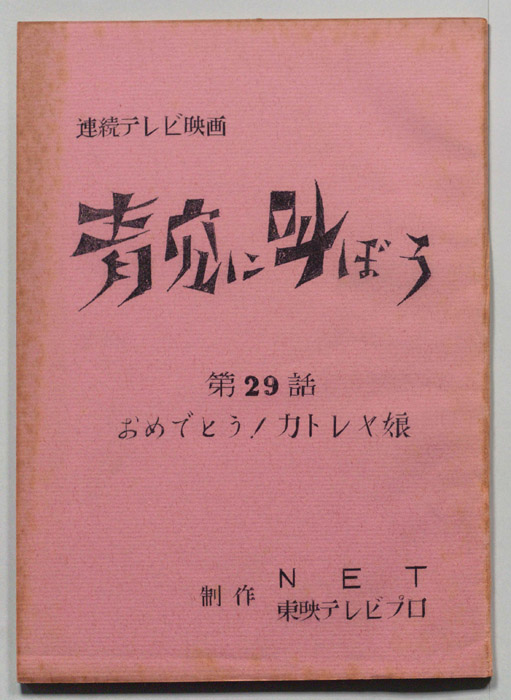 連続テレビ映画
青空に叫ぼう
第29話
おめでとう!カトレヤ娘
制作 NET
東映テレビプロ